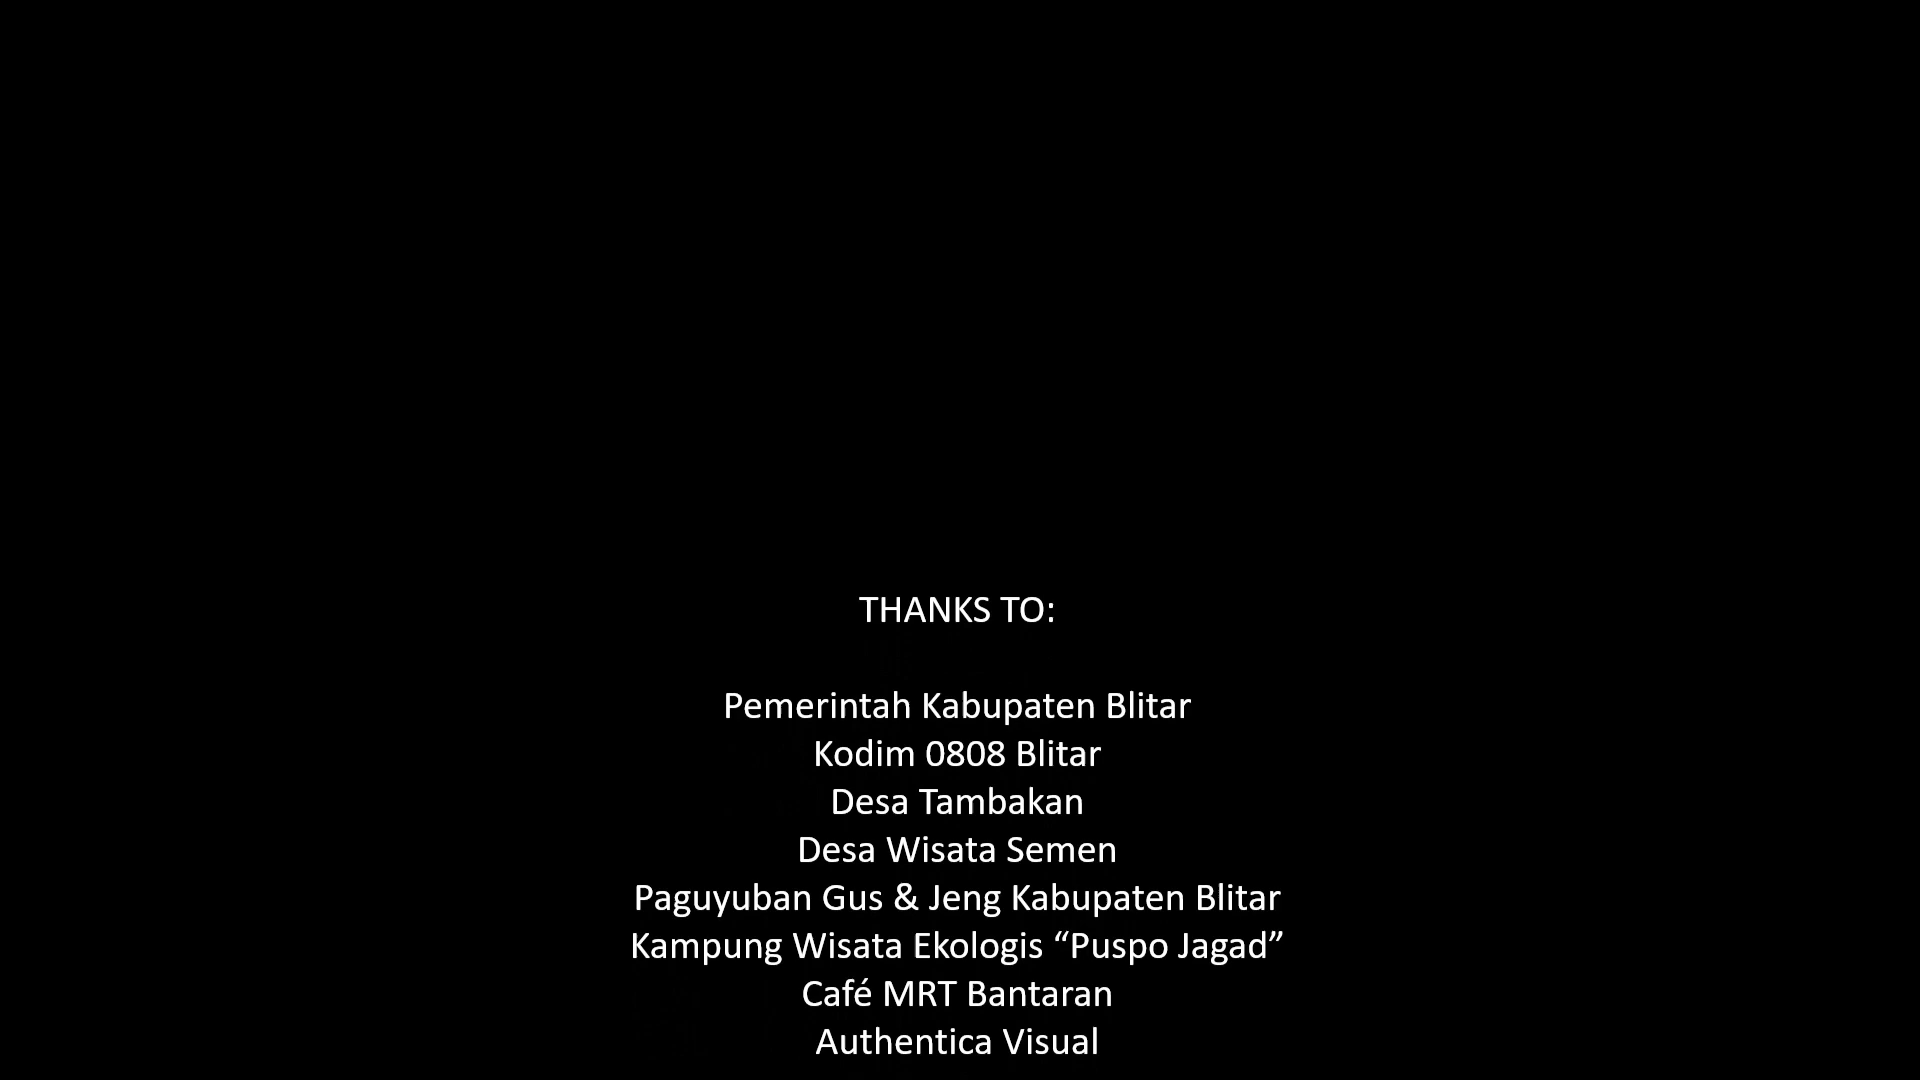 THANKS TO:
Pemerintah Kabupaten Blitar
Kodim 0808 Blitar
Desa Tambakan
Desa Wisata Semen
Paguyuban Gus & Jeng Kabupaten Blitar
Kampung Wisata Ekologis “Puspo Jagad”
Café MRT Bantaran
Authentica Visual